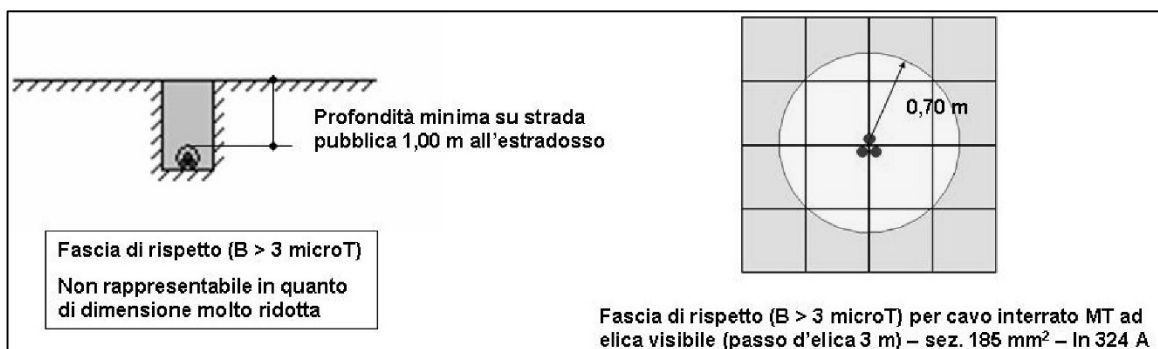 Profondità minima su strada
pubblica 1,00 m all'estradosso
Fascia di rispetto (B > 3 microT)
Non rappresentabile in quanto
di dimensione molto ridotta
0,70 m
Fascia di rispetto (B > 3 microT) per cavo interrato MT ad
elica visibile (passo d'elica 3 m) – sez. 185 mm² – In 324 A